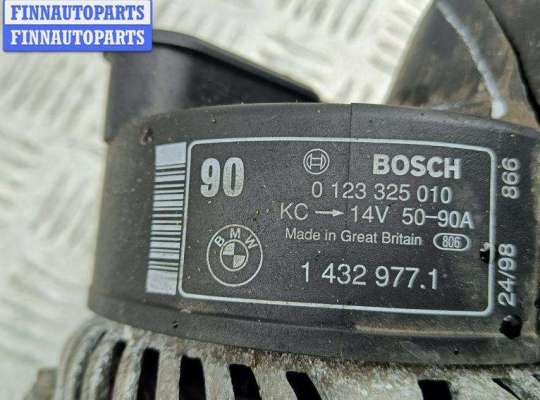 FINNAUTOPARTS
FINNAUTOPARTS
90
BOSCH
0 123 325 010
KC → 14V 50-90A
Made in Great Britain 806
BMW
1 432 977.1
24/98 866